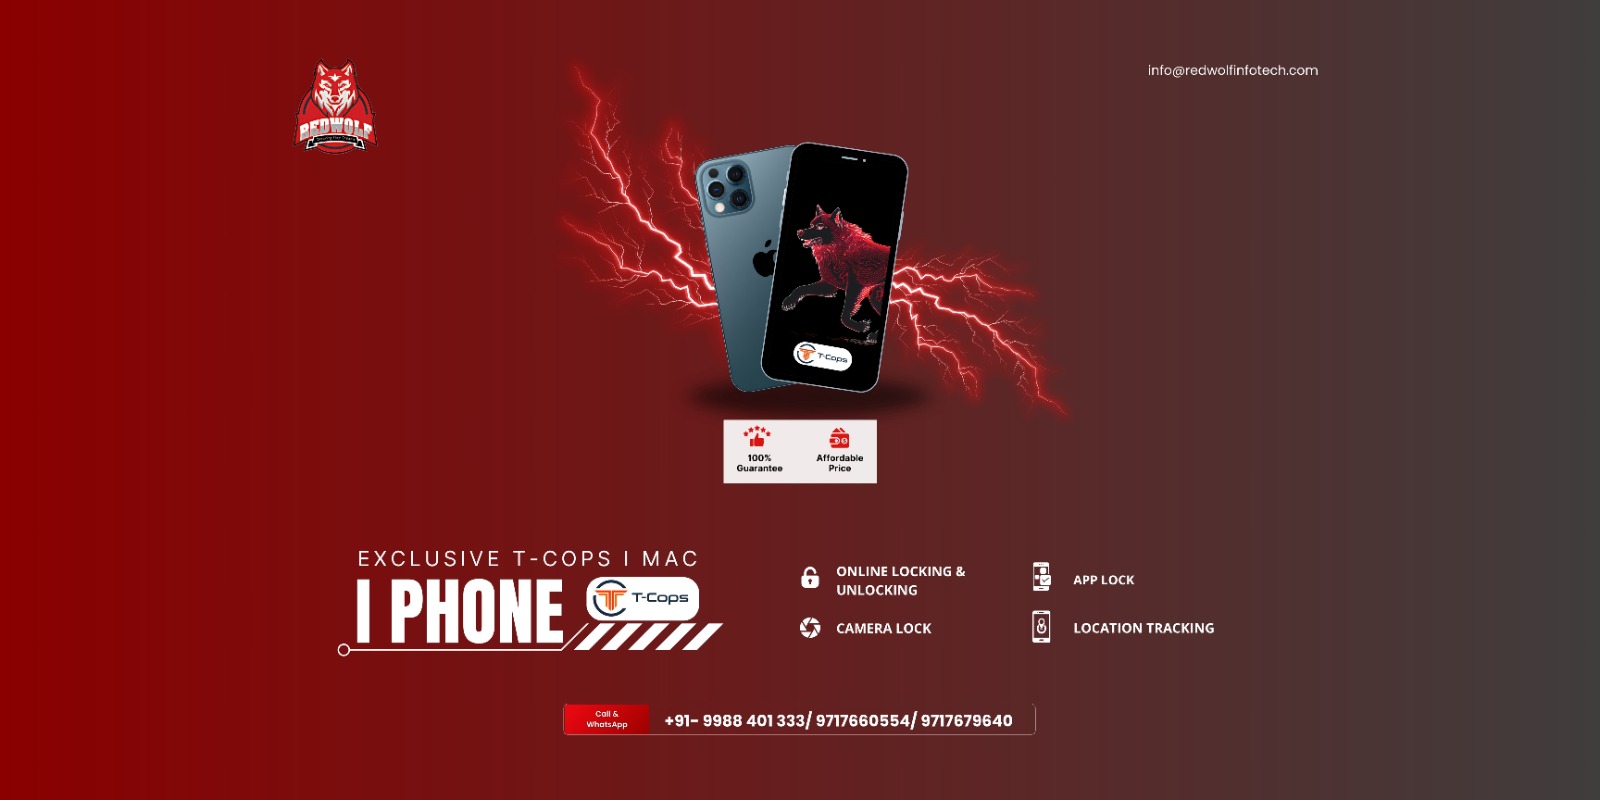 REDWOLF
info@redwolfinfotech.com
T-Cops
100%
Guarantee
Affordable
Price
EXCLUSIVE T-COPS I MAC
I PHONE
T-Cops
ONLINE LOCKING &
UNLOCKING
APP LOCK
CAMERA LOCK
LOCATION TRACKING
Call &
WhatsApp
+91- 9988 401 333/ 9717660554/ 9717679640